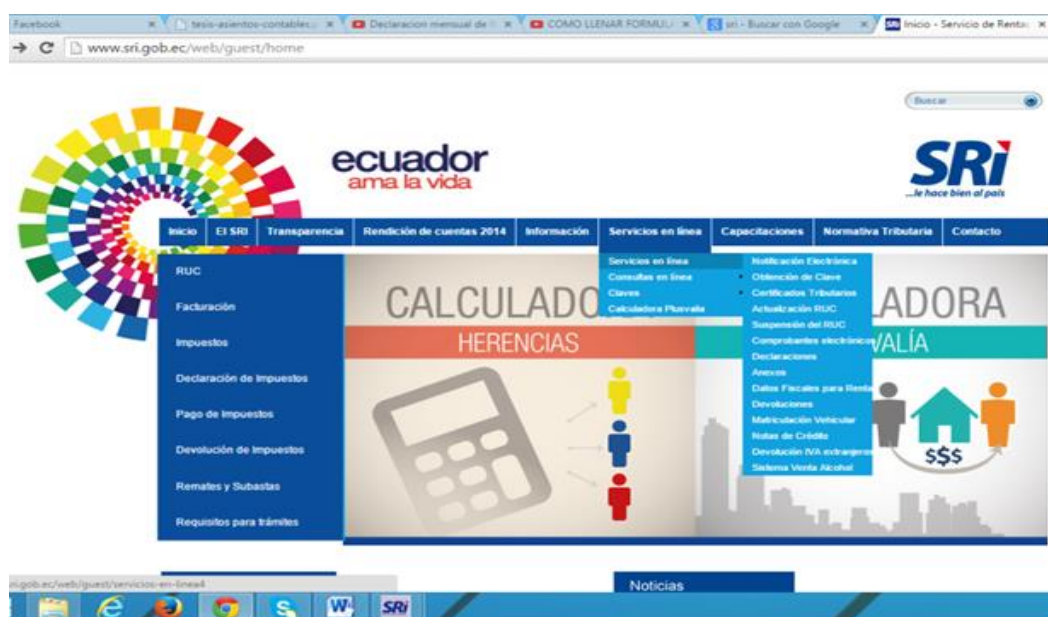 Facebook
tesis-asientos-contables
Declaracion mensual de
COMO LLENAR FORMUL
sri - Buscar con Google
Inicio - Servicio de Rentas
www.sri.gob.ec/web/guest/home
Buscar
ecuador
ama la vida
SRi
...le hace bien al país
Inicio
El SRI
Transparencia
Rendición de cuentas 2014
Información
Servicios en línea
Capacitaciones
Normativa Tributaria
Contacto
RUC
Facturación
Impuestos
Declaración de Impuestos
Pago de Impuestos
Devolución de Impuestos
Remates y Subastas
Requisitos para trámites
Servicios en línea
Consultas en línea
Claves
Calculadora Plusvalía
Notificación Electrónica
Obtención de Clave
Certificados Tributarios
Actualización RUC
Suspensión del RUC
Comprobantes electrónicos
Declaraciones
Anexos
Datos Fiscales para Renta
Devoluciones
Matriculación Vehicular
Notas de Crédito
Devolución IVA extranjeros
Sistema Venta Alcohol
CALCULADO
HERENCIAS
LADORA
VALÍA
$$$
Noticias
ri.gob.ec/web/guest/servicios-en-linea4
SRi